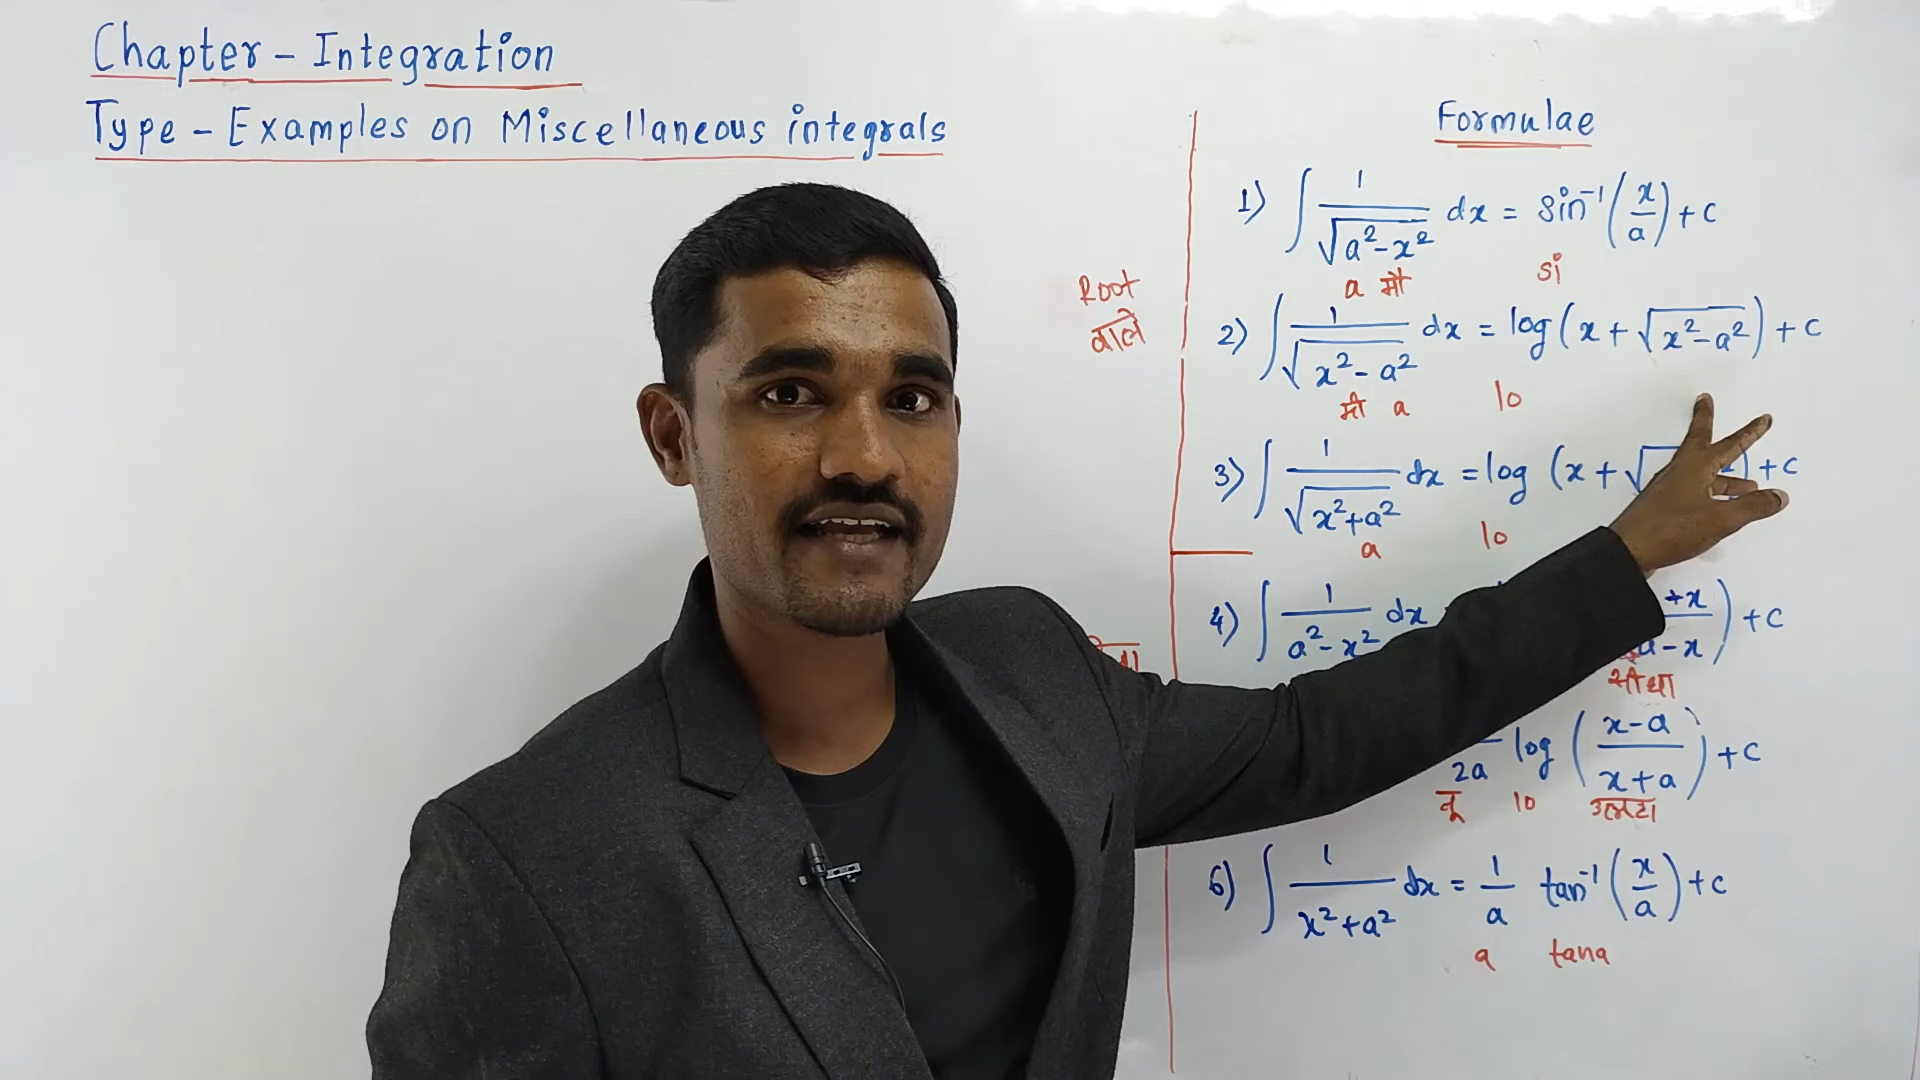 Chapter - Integration
Type - Examples on Miscellaneous integrals
Formulae
1) ∫ 1/√(a²-x²) dx = sin⁻¹(x/a) + c
a मौ si
Root
वाले
2) ∫ 1/√(x²-a²) dx = log(x + √(x²-a²)) + c
मौ a lo
3) ∫ 1/√(x²+a²) dx = log (x + √ ) + c
a lo
4) ∫ 1/(a²-x²) dx +x/a-x) + c
सीधा
2a log (x-a/x+a) + c
तू lo उल्टा
6) ∫ 1/(x²+a²) dx = 1/a tan⁻¹(x/a) + c
a tana